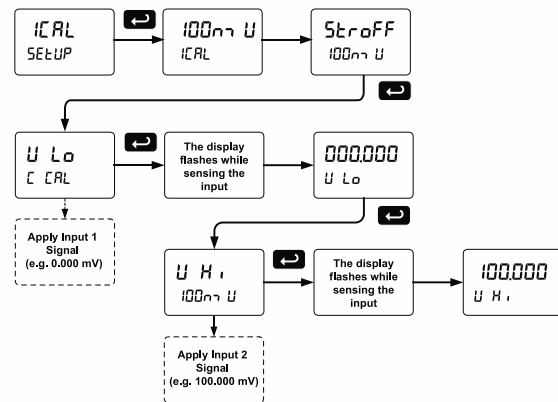 ICAL
SEtUP
100mV
ICAL
StroFF
100mV
V Lo
C CAL
The display
flashes while
sensing the
input
000.000
V Lo
Apply Input 1
Signal
(e.g. 0.000 mV)
V Hi
100mV
The display
flashes while
sensing the
input
100.000
V Hi
Apply Input 2
Signal
(e.g. 100.000 mV)